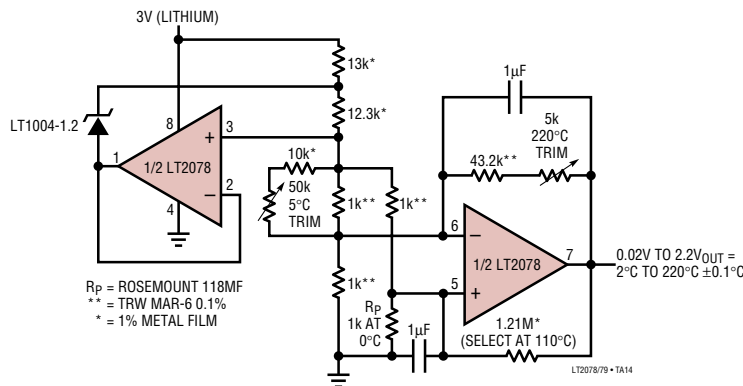 3V (LITHIUM)
13k*
12.3k*
LT1004-1.2
8
3
+
1
1/2 LT2078
2
–
4
10k*
50k
5°C
TRIM
1k**
1k**
1k**
RP
1k AT
0°C
1µF
1µF
5k
220°C
TRIM
43.2k**
6
–
1/2 LT2078
7
5
+
0.02V TO 2.2VOUT =
2°C TO 220°C ±0.1°C
1.21M*
(SELECT AT 110°C)
RP = ROSEMOUNT 118MF
** = TRW MAR-6 0.1%
* = 1% METAL FILM
LT2078/79 • TA14